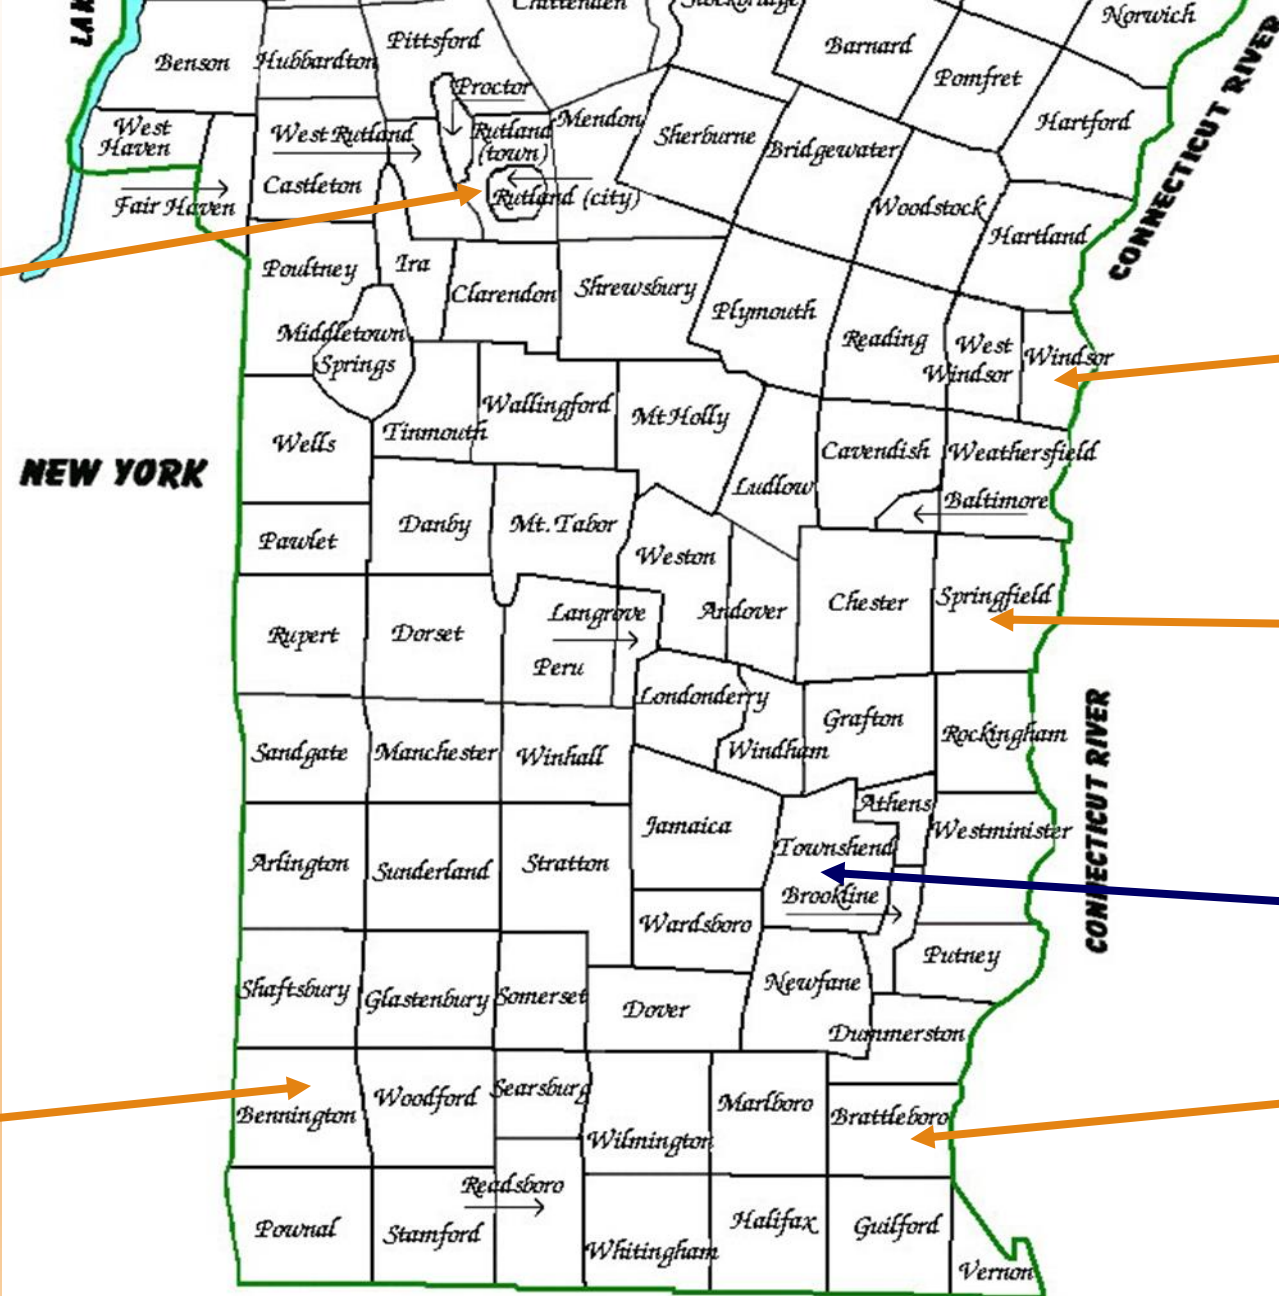 Chittenden
Stockbridge
Norwich
LAK
Benson
Hubbardton
Pittsford
Barnard
Pomfret
Proctor
Hartford
CONNECTICUT RIVER
West
Haven
West Rutland
Rutland
(town)
Mendon
Sherburne
Bridgewater
Castleton
Fair Haven
Rutland (city)
Woodstock
Hartland
Poultney
Ira
Clarendon
Shrewsbury
Plymouth
Middletown
Springs
Reading
West
Windsor
Windsor
Wells
Tinmouth
Wallingford
Mt Holly
Cavendish
Weathersfield
NEW YORK
Ludlow
Baltimore
Pawlet
Danby
Mt. Tabor
Weston
Andover
Chester
Springfield
Rupert
Dorset
Langrove
Peru
Londonderry
Windham
Grafton
Rockingham
CONNECTICUT RIVER
Sandgate
Manchester
Winhall
Jamaica
Athens
Westminister
Townshend
Arlington
Sunderland
Stratton
Brookline
Wardsboro
Putney
Shaftsbury
Glastenbury
Somerset
Dover
Newfane
Dummerston
Bennington
Woodford
Searsburg
Wilmington
Marlboro
Brattleboro
Readsboro
Pownal
Stamford
Whitingham
Halifax
Guilford
Vernon